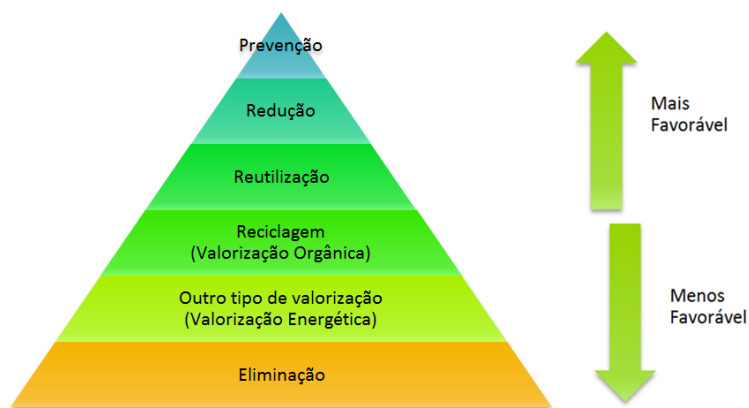 Prevenção
Redução
Reutilização
Reciclagem
(Valorização Orgânica)
Outro tipo de valorização
(Valorização Energética)
Eliminação
Mais
Favorável
Menos
Favorável